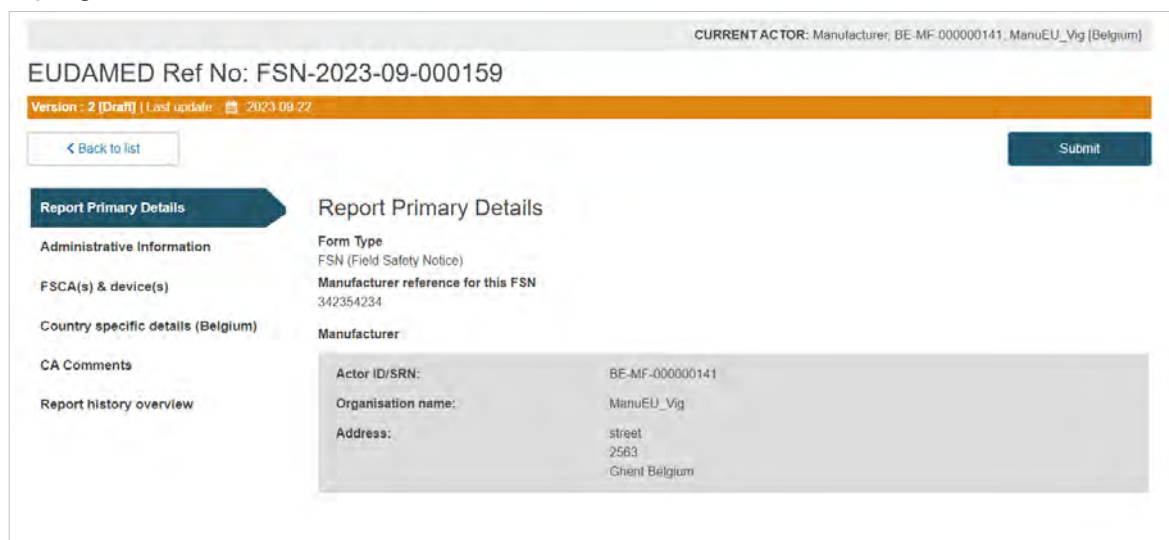 CURRENT ACTOR: Manufacturer, BE-MF-000000141, ManuEU_Vig [Belgium]
EUDAMED Ref No: FSN-2023-09-000159
Version : 2 [Draft] | Last update 2023-09-22
Back to list
Submit
Report Primary Details
Administrative Information
FSCA(s) & device(s)
Country specific details (Belgium)
CA Comments
Report history overview
Report Primary Details
Form Type
FSN (Field Safety Notice)
Manufacturer reference for this FSN
342354234
Manufacturer
Actor ID/SRN: BE-MF-000000141
Organisation name: ManuEU_Vig
Address: street
2563
Ghent Belgium